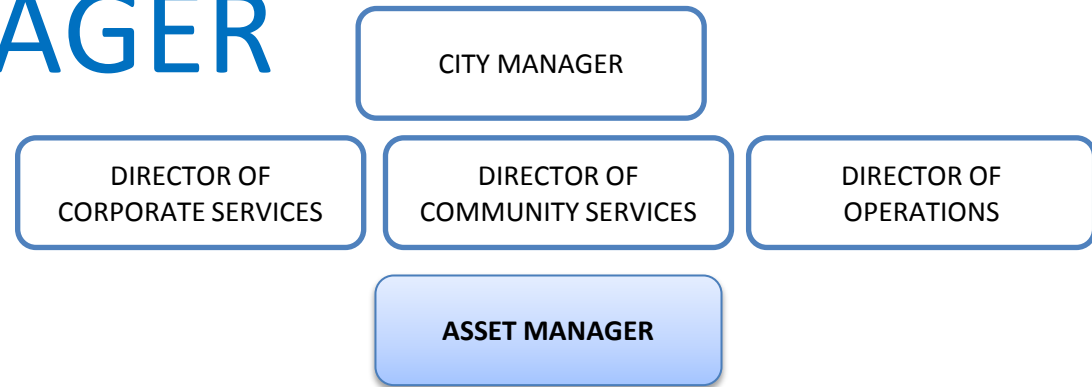 AGER
CITY MANAGER
DIRECTOR OF
CORPORATE SERVICES
DIRECTOR OF
COMMUNITY SERVICES
DIRECTOR OF
OPERATIONS
ASSET MANAGER